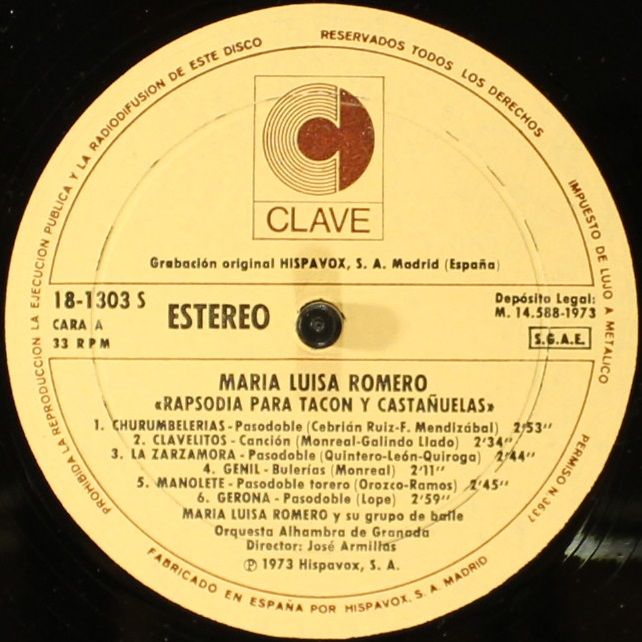 PROHIBIDA LA REPRODUCCION LA EJECUCION PUBLICA Y LA RADIODIFUSION DE ESTE DISCO
RESERVADOS TODOS LOS DERECHOS
IMPUESTO DE LUJO A METALICO
PERMISO N.3637
CLAVE
Grabación original HISPAVOX, S. A. Madrid (España)
18-1303 S
CARA A
33 RPM
ESTEREO
Depósito Legal:
M. 14.588-1973
S.G.A.E.
MARIA LUISA ROMERO
«RAPSODIA PARA TACON Y CASTAÑUELAS»
1. CHURUMBELERIAS - Pasodoble (Cebrián Ruiz-F. Mendizábal) 2'53"
2. CLAVELITOS - Canción (Monreal-Galindo Llado) 2'34"
3. LA ZARZAMORA - Pasodoble (Quintero-León-Quiroga) 2'44"
4. GENIL - Bulerías (Monreal) 2'11"
5. MANOLETE - Pasodoble torero (Orozco-Ramos) 2'45"
6. GERONA - Pasodoble (Lope) 2'59"
MARIA LUISA ROMERO y su grupo de baile
Orquesta Alhambra de Granada
Director: José Armillas
Ⓟ 1973 Hispavox, S. A.
FABRICADO EN ESPAÑA POR HISPAVOX, S. A. MADRID